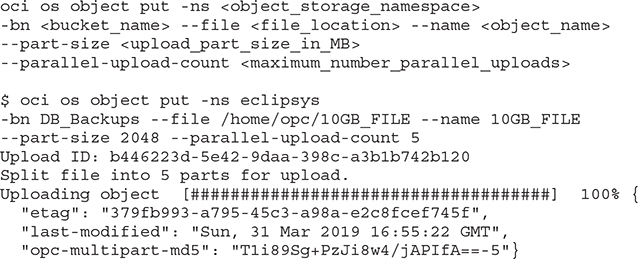 oci os object put -ns <object_storage_namespace>
-bn <bucket_name> --file <file_location> --name <object_name>
--part-size <upload_part_size_in_MB>
--parallel-upload-count <maximum_number_parallel_uploads>

$ oci os object put -ns eclipsys
-bn DB_Backups --file /home/opc/10GB_FILE --name 10GB_FILE
--part-size 2048 --parallel-upload-count 5
Upload ID: b446223d-5e42-9daa-398c-a3b1b742b120
Split file into 5 parts for upload.
Uploading object  [####################################]  100% {
  "etag": "379fb993-a795-45c3-a98a-e2c8fcef745f",
  "last-modified": "Sun, 31 Mar 2019 16:55:22 GMT",
  "opc-multipart-md5": "T1i89Sg+PzJi8w4/jAPIfA==-5"}